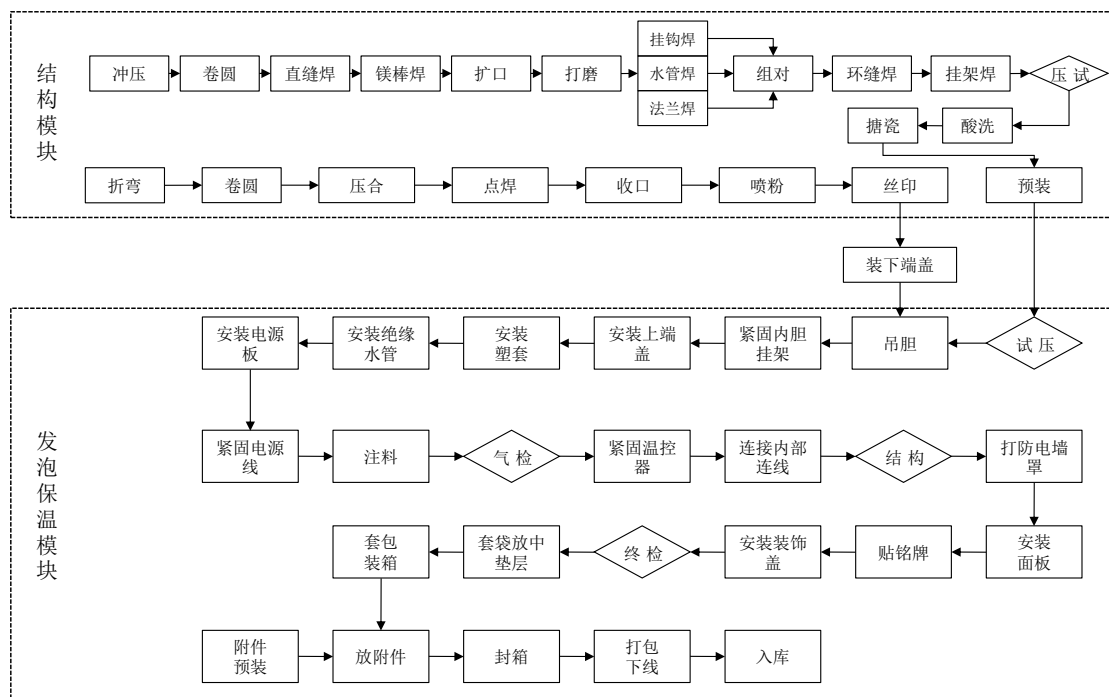 结构模块
挂钩焊
冲压
卷圆
直缝焊
镁棒焊
扩口
打磨
水管焊
组对
环缝焊
挂架焊
压 试
法兰焊
搪瓷
酸洗
折弯
卷圆
压合
点焊
收口
喷粉
丝印
预装
装下端盖
发泡保温模块
安装电源
板
安装绝缘
水管
安装
塑套
安装上端
盖
紧固内胆
挂架
吊胆
试 压
紧固电源
线
注料
气 检
紧固温控
器
连接内部
连线
结 构
打防电墙
罩
套包
装箱
套袋放中
垫层
终 检
安装装饰
盖
贴铭牌
安装
面板
附件
预装
放附件
封箱
打包
下线
入库